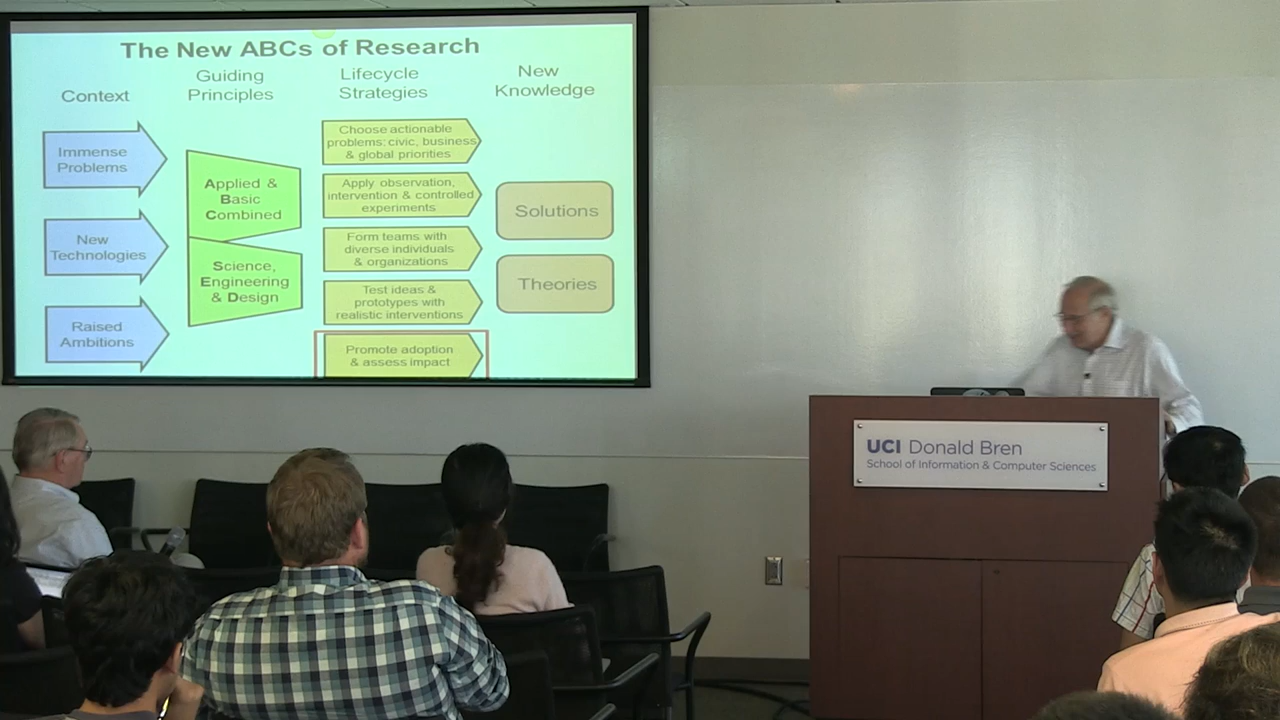 The New ABCs of Research
Context
Guiding
Principles
Lifecycle
Strategies
New
Knowledge
Immense
Problems
New
Technologies
Raised
Ambitions
Applied &
Basic
Combined
Science,
Engineering
& Design
Choose actionable
problems: civic, business
& global priorities
Apply observation,
intervention & controlled
experiments
Form teams with
diverse individuals
& organizations
Test ideas &
prototypes with
realistic interventions
Promote adoption
& assess impact
Solutions
Theories
UCI Donald Bren
School of Information & Computer Sciences